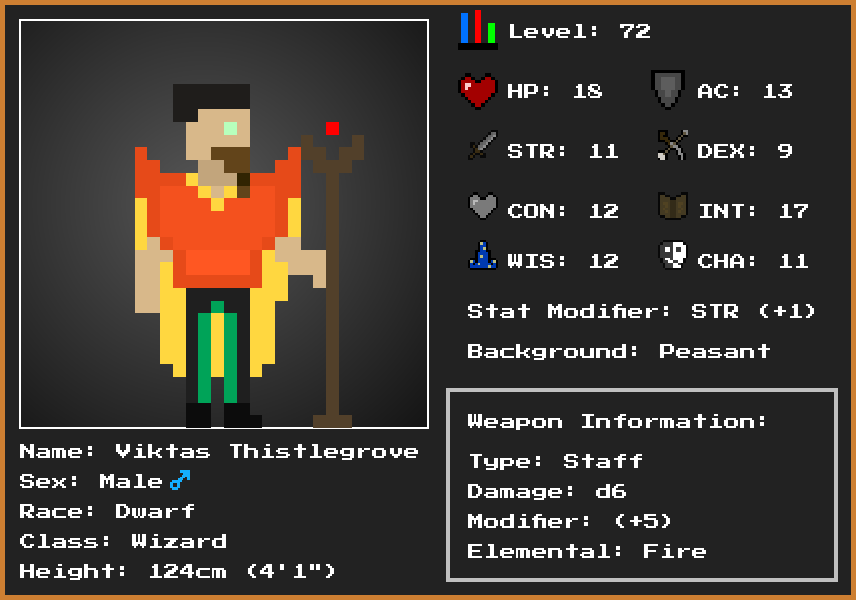 Level: 72
HP: 18
AC: 13
STR: 11
DEX: 9
CON: 12
INT: 17
WIS: 12
CHA: 11
Stat Modifier: STR (+1)
Background: Peasant
Weapon Information:
Type: Staff
Damage: d6
Modifier: (+5)
Elemental: Fire
Name: Viktas Thistlegrove
Sex: Male ♂
Race: Dwarf
Class: Wizard
Height: 124cm (4'1")